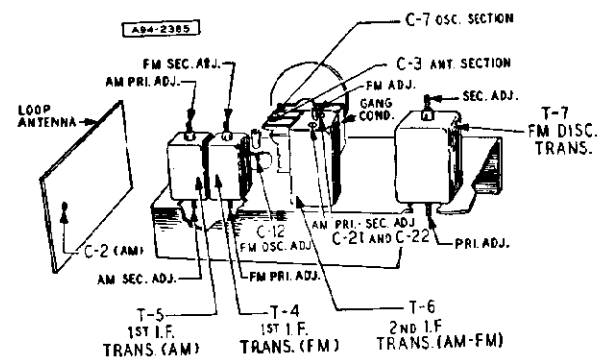 A94-2385
C-7 OSC. SECTION
FM SEC. ADJ.
C-3 ANT. SECTION
AM PRI. ADJ.
FM ADJ.
SEC. ADJ.
LOOP
ANTENNA
GANG
COND.
T-7
FM DISC.
TRANS.
C-2 (AM)
C-12
FM OSC. ADJ.
AM PRI.- SEC. ADJ
C-21 AND C-22
PRI. ADJ.
AM SEC. ADJ.
FM PRI. ADJ.
T-5
1ST I.F.
TRANS. (AM)
T-4
1ST I.F.
TRANS. (FM)
T-6
2ND I.F
TRANS. (AM-FM)